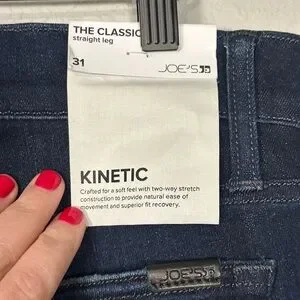 THE CLASSIC
straight leg
31
JOE'S
KINETIC
Crafted for a soft feel with two-way stretch
construction to provide natural ease of
movement and superior fit recovery.
JOE'S